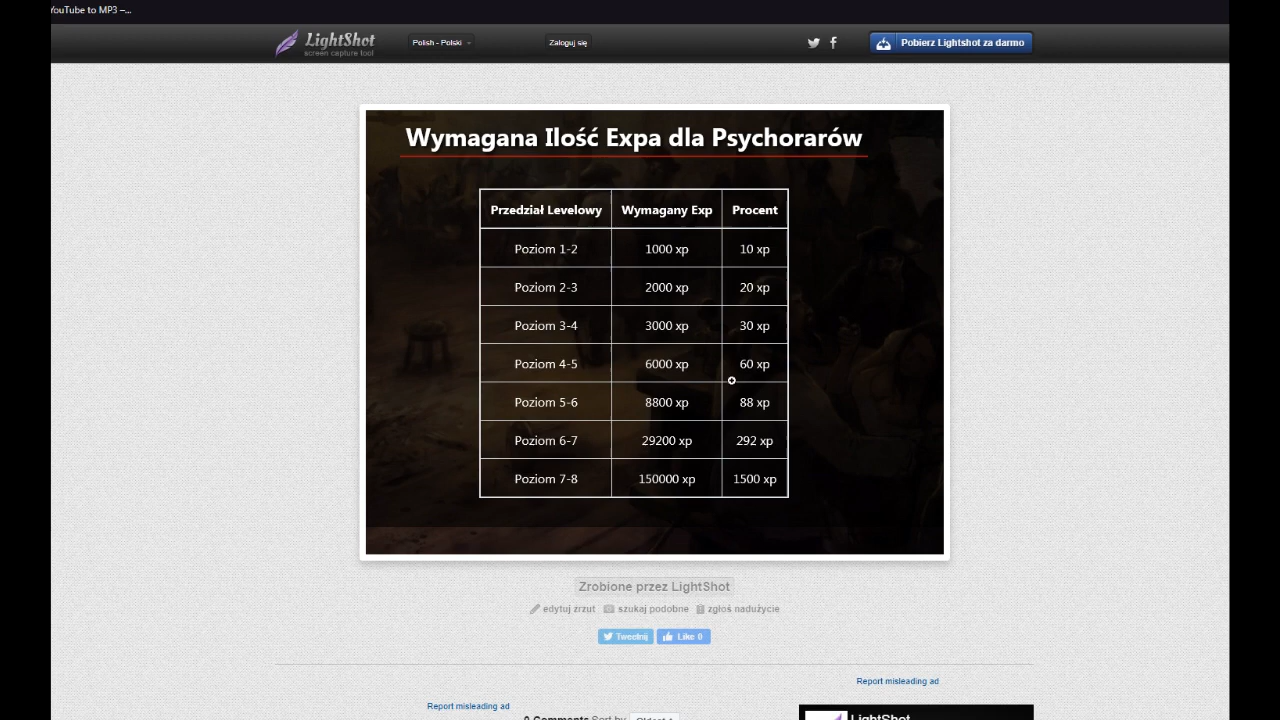 YouTube to MP3 –...
LightShot
screen capture tool
Polish - Polski
Zaloguj się
Pobierz Lightshot za darmo
Wymagana Ilość Expa dla Psychorarów
Przedział Levelowy Wymagany Exp Procent
Poziom 1-2 1000 xp 10 xp
Poziom 2-3 2000 xp 20 xp
Poziom 3-4 3000 xp 30 xp
Poziom 4-5 6000 xp 60 xp
Poziom 5-6 8800 xp 88 xp
Poziom 6-7 29200 xp 292 xp
Poziom 7-8 150000 xp 1500 xp
Zrobione przez LightShot
edytuj zrzut szukaj podobne zgłoś nadużycie
Tweetnij Like 0
Report misleading ad
Report misleading ad
0 Comments Sort by Oldest
LightShot